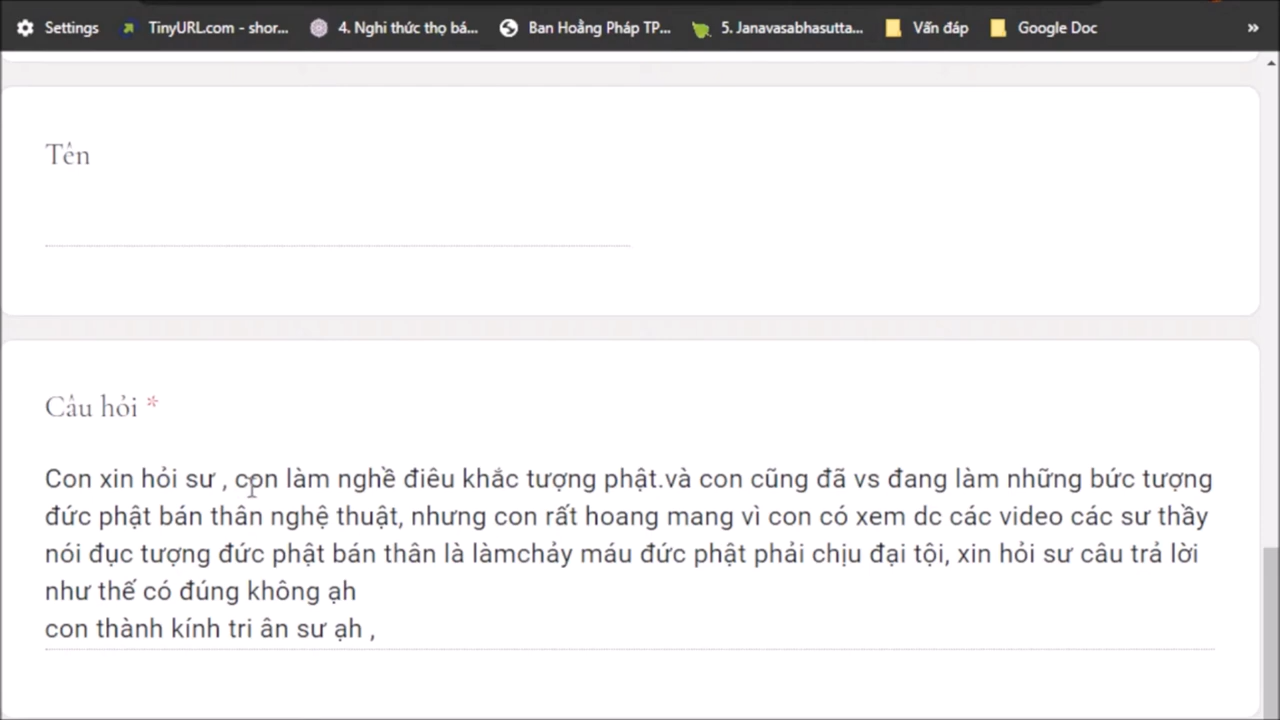 Settings TinyURL.com - shor... 4. Nghi thức thọ bá... Ban Hoằng Pháp TP... 5. Janavasabhasutta... Vấn đáp Google Doc »
Tên
Câu hỏi *
Con xin hỏi sư , con làm nghề điêu khắc tượng phật.và con cũng đã vs đang làm những bức tượng
đức phật bán thân nghệ thuật, nhưng con rất hoang mang vì con có xem dc các video các sư thầy
nói đục tượng đức phật bán thân là làmchảy máu đức phật phải chịu đại tội, xin hỏi sư câu trả lời
như thế có đúng không ạh
con thành kính tri ân sư ạh ,